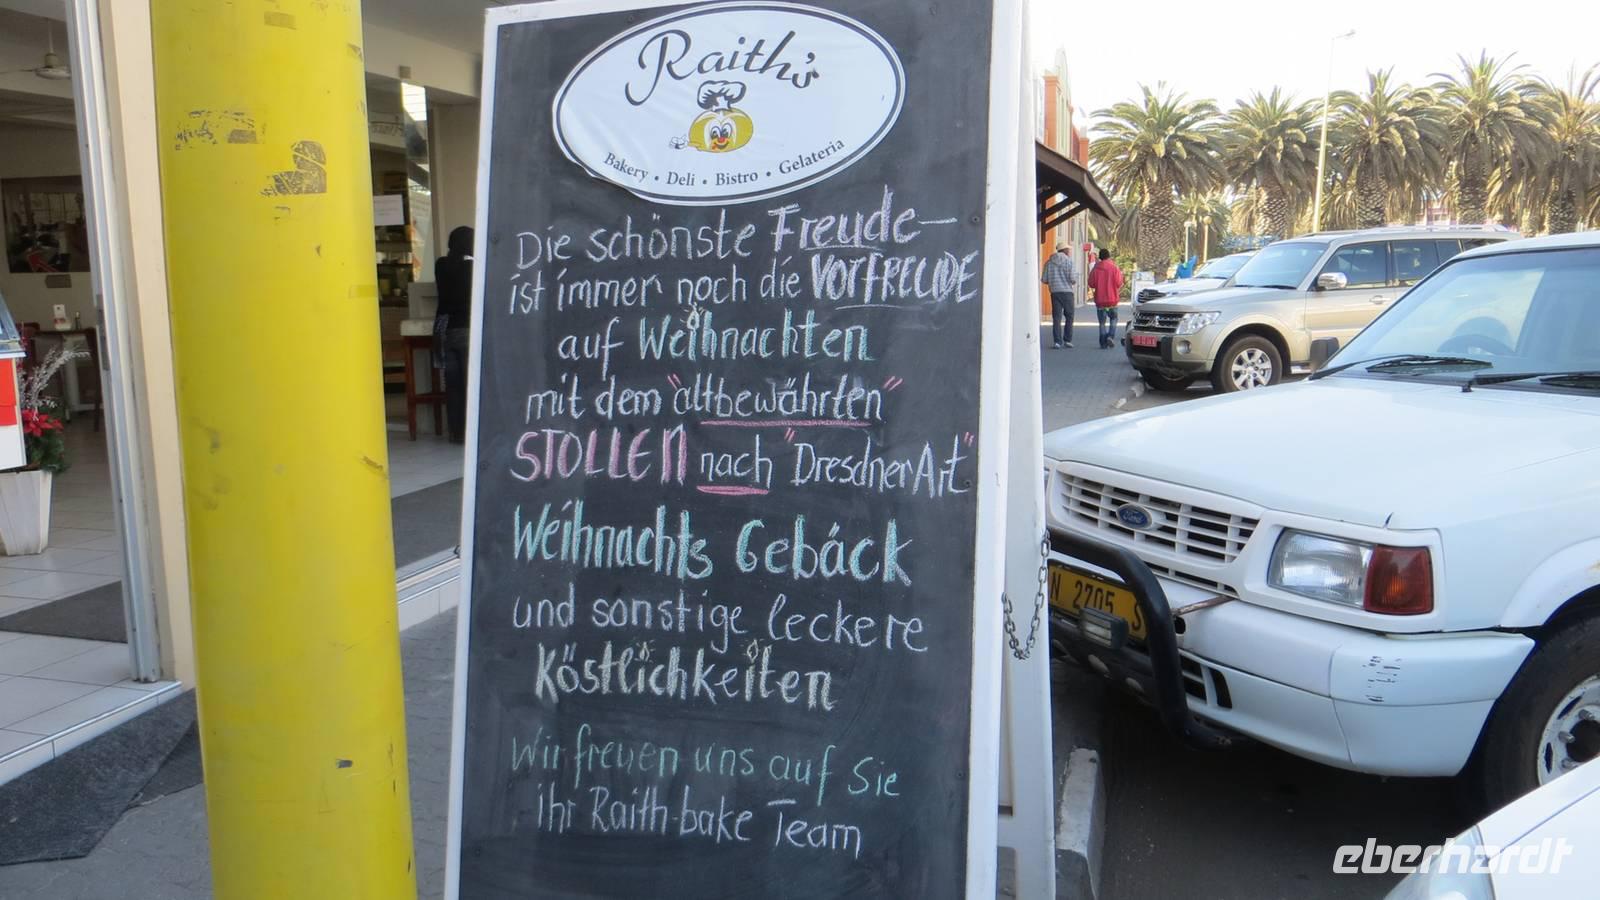 Raith's
Bakery • Deli • Bistro • Gelateria
Die schönste Freude-
ist immer noch die VORFREUDE
auf Weihnachten
mit dem "altbewährten"
STOLLEN nach "Dresdner Art"
Weihnachts Gebäck
und sonstige leckere
Köstlichkeiten
Wir freuen uns auf Sie
ihr Raith-bake Team
Ford
N 2705 S
eberhardt